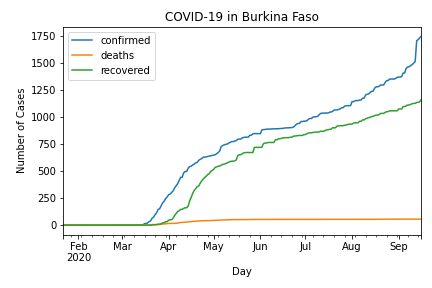 COVID-19 in Burkina Faso
confirmed
deaths
recovered
1750
1500
1250
1000
750
500
250
0
Number of Cases
Feb Mar Apr May Jun Jul Aug Sep
2020
Day